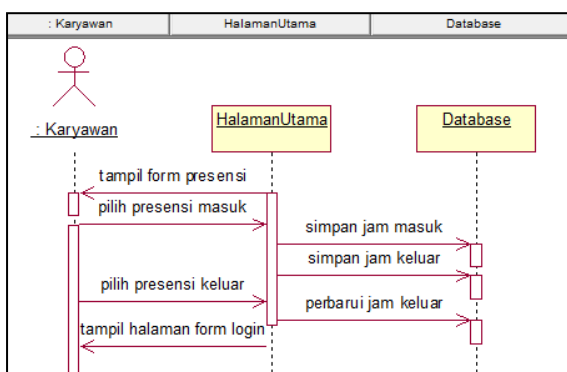 : Karyawan
HalamanUtama
Database
: Karyawan
HalamanUtama
Database
tampil form presensi
pilih presensi masuk
simpan jam masuk
simpan jam keluar
pilih presensi keluar
perbarui jam keluar
tampil halaman form login